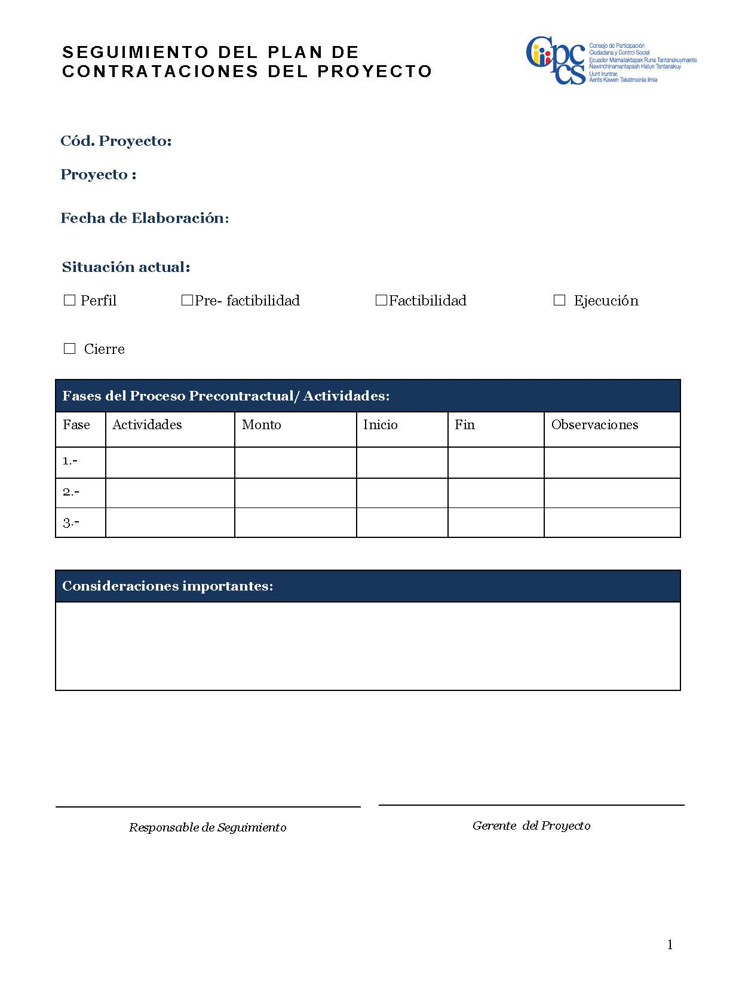 SEGUIMIENTO DEL PLAN DE
CONTRATACIONES DEL PROYECTO
Cpccs
Consejo de Participación
Ciudadana y Control Social
Ecuador Mamallaktapak Runa Tantanakuymanta
Nawinchinamantapash Hatun Tantanakuy
Uunt Iruntrar,
Aents Kawen Takatmainia iimia
Cód. Proyecto:
Proyecto :
Fecha de Elaboración:
Situación actual:
☐ Perfil ☐Pre- factibilidad ☐Factibilidad ☐ Ejecución
☐ Cierre
Fases del Proceso Precontractual/ Actividades:
Fase Actividades Monto Inicio Fin Observaciones
1.-
2.-
3.-
Consideraciones importantes:
Responsable de Seguimiento
Gerente del Proyecto
1